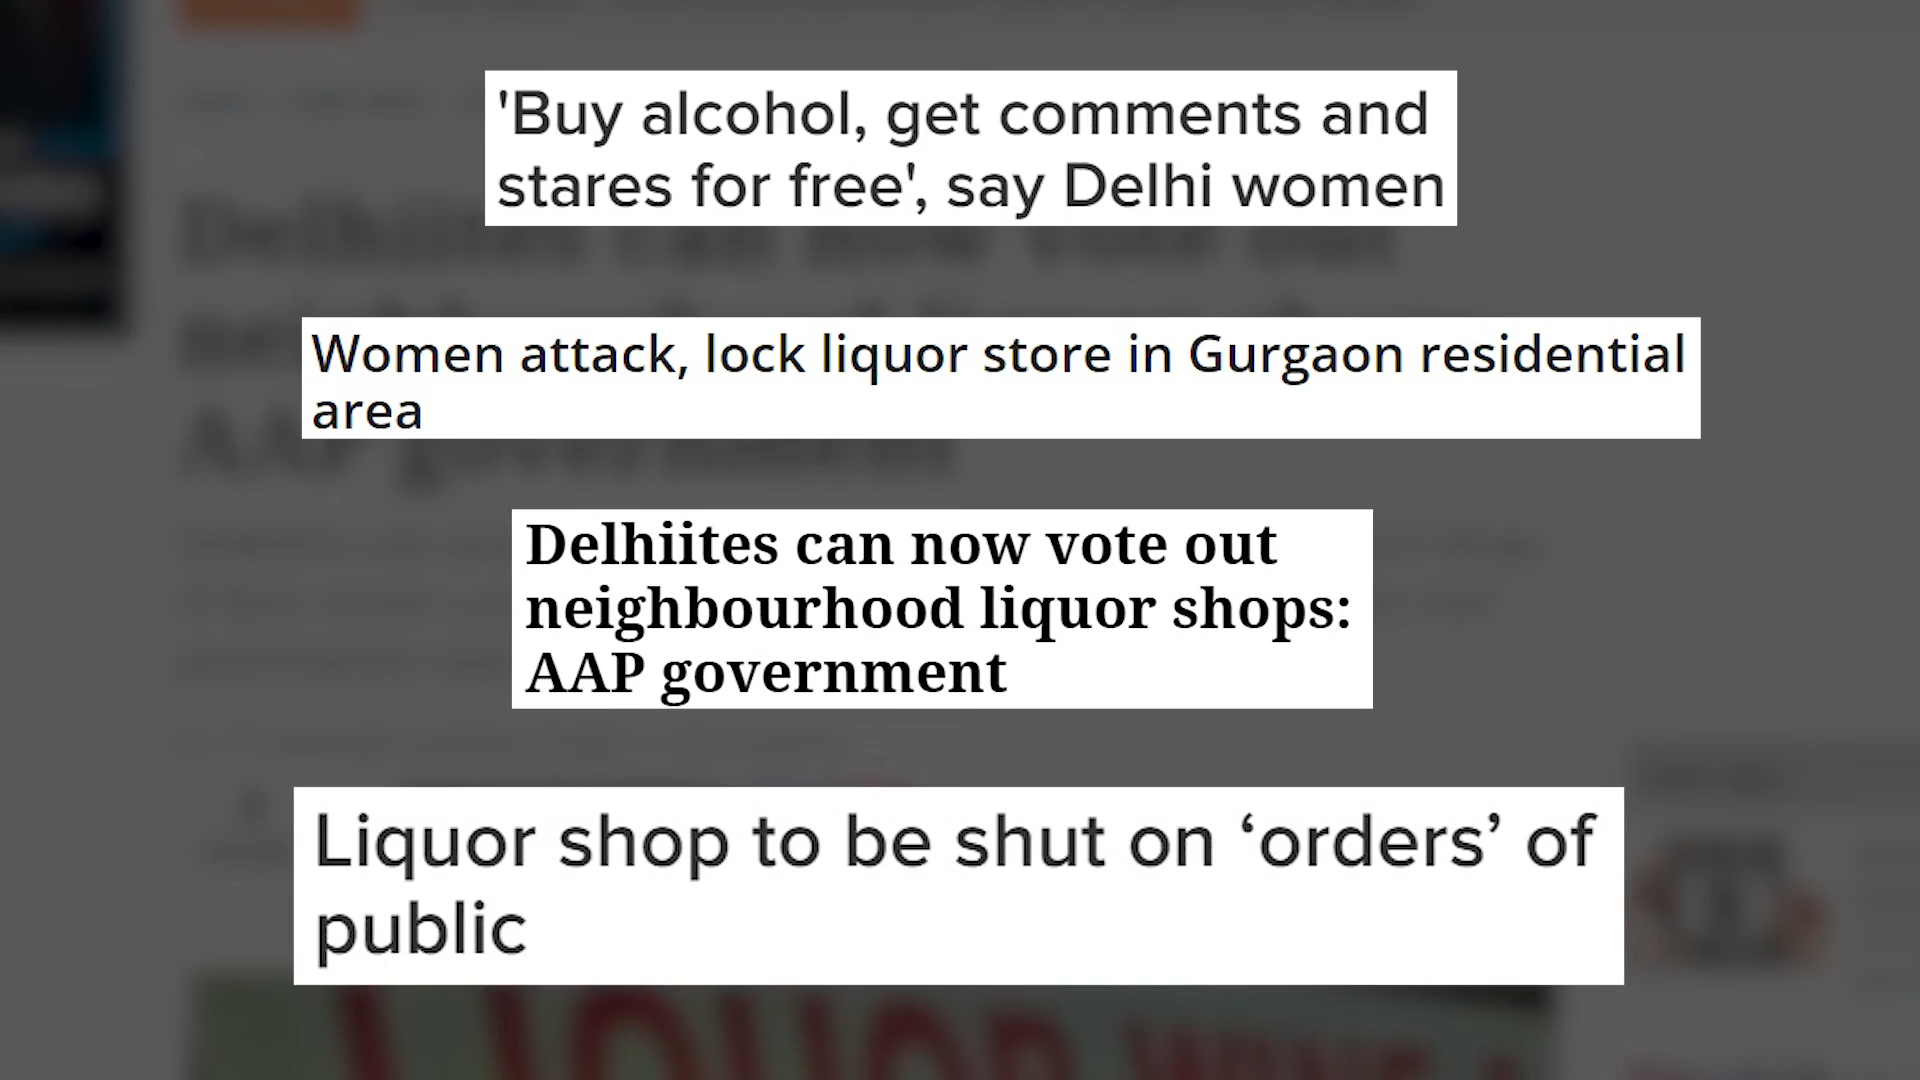 'Buy alcohol, get comments and
stares for free', say Delhi women
Women attack, lock liquor store in Gurgaon residential
area
Delhiites can now vote out
neighbourhood liquor shops:
AAP government
Liquor shop to be shut on ‘orders’ of
public